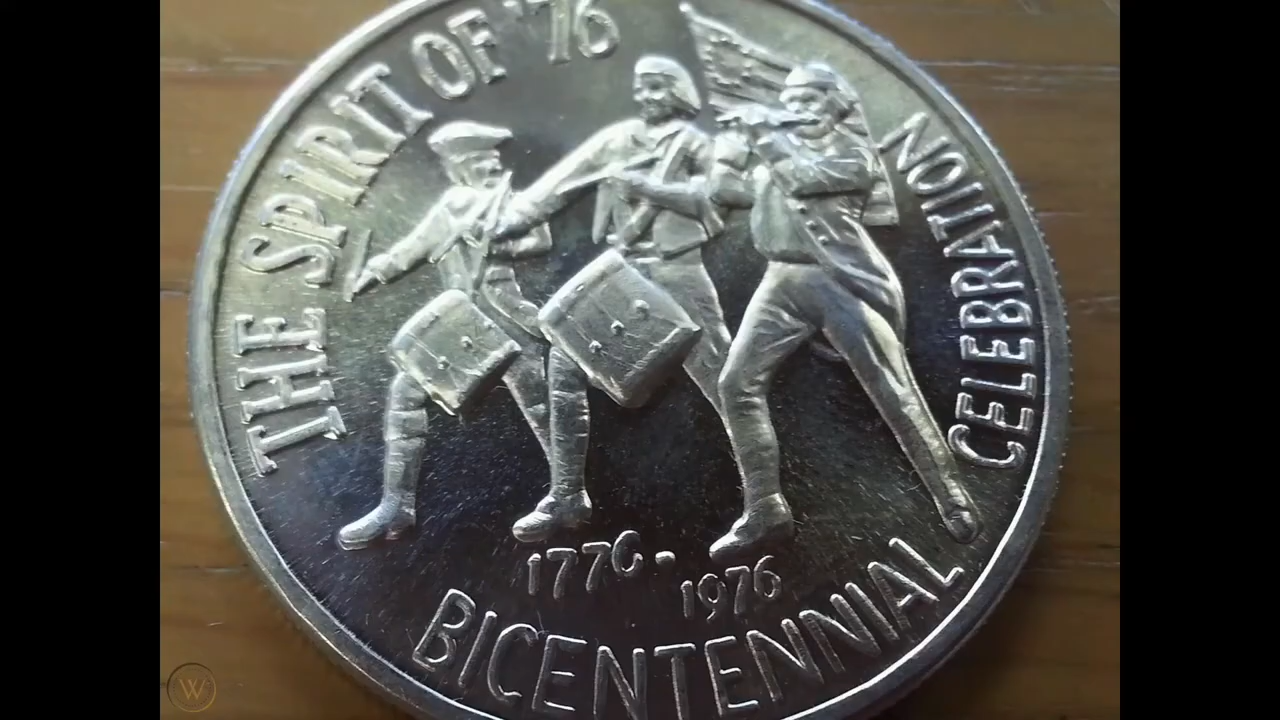 THE SPIRIT OF '76
CELEBRATION
1776-
1976
BICENTENNIAL
W